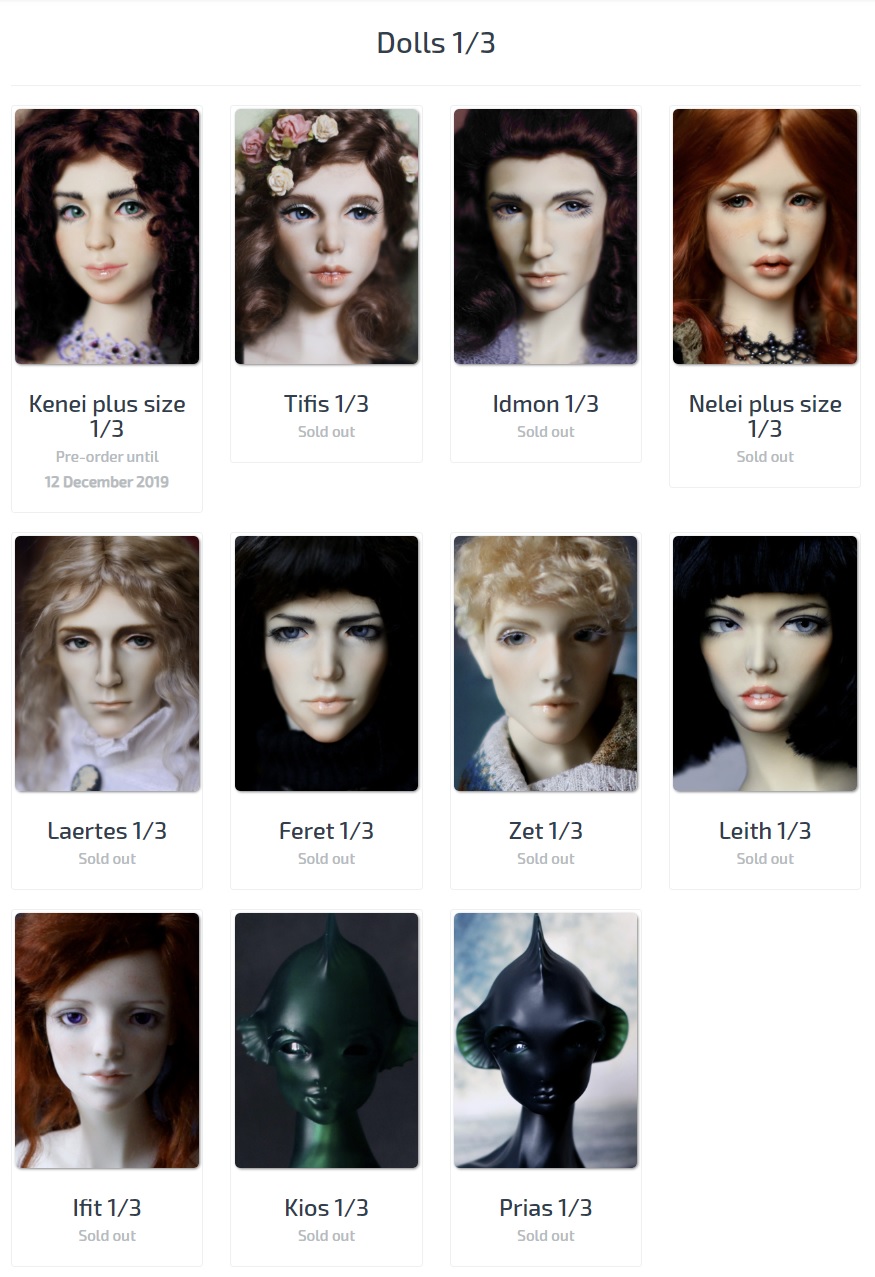 Dolls 1/3
Kenei plus size
1/3
Pre-order until
12 December 2019
Tifis 1/3
Sold out
Idmon 1/3
Sold out
Nelei plus size
1/3
Sold out
Laertes 1/3
Sold out
Feret 1/3
Sold out
Zet 1/3
Sold out
Leith 1/3
Sold out
Ifit 1/3
Sold out
Kios 1/3
Sold out
Prias 1/3
Sold out